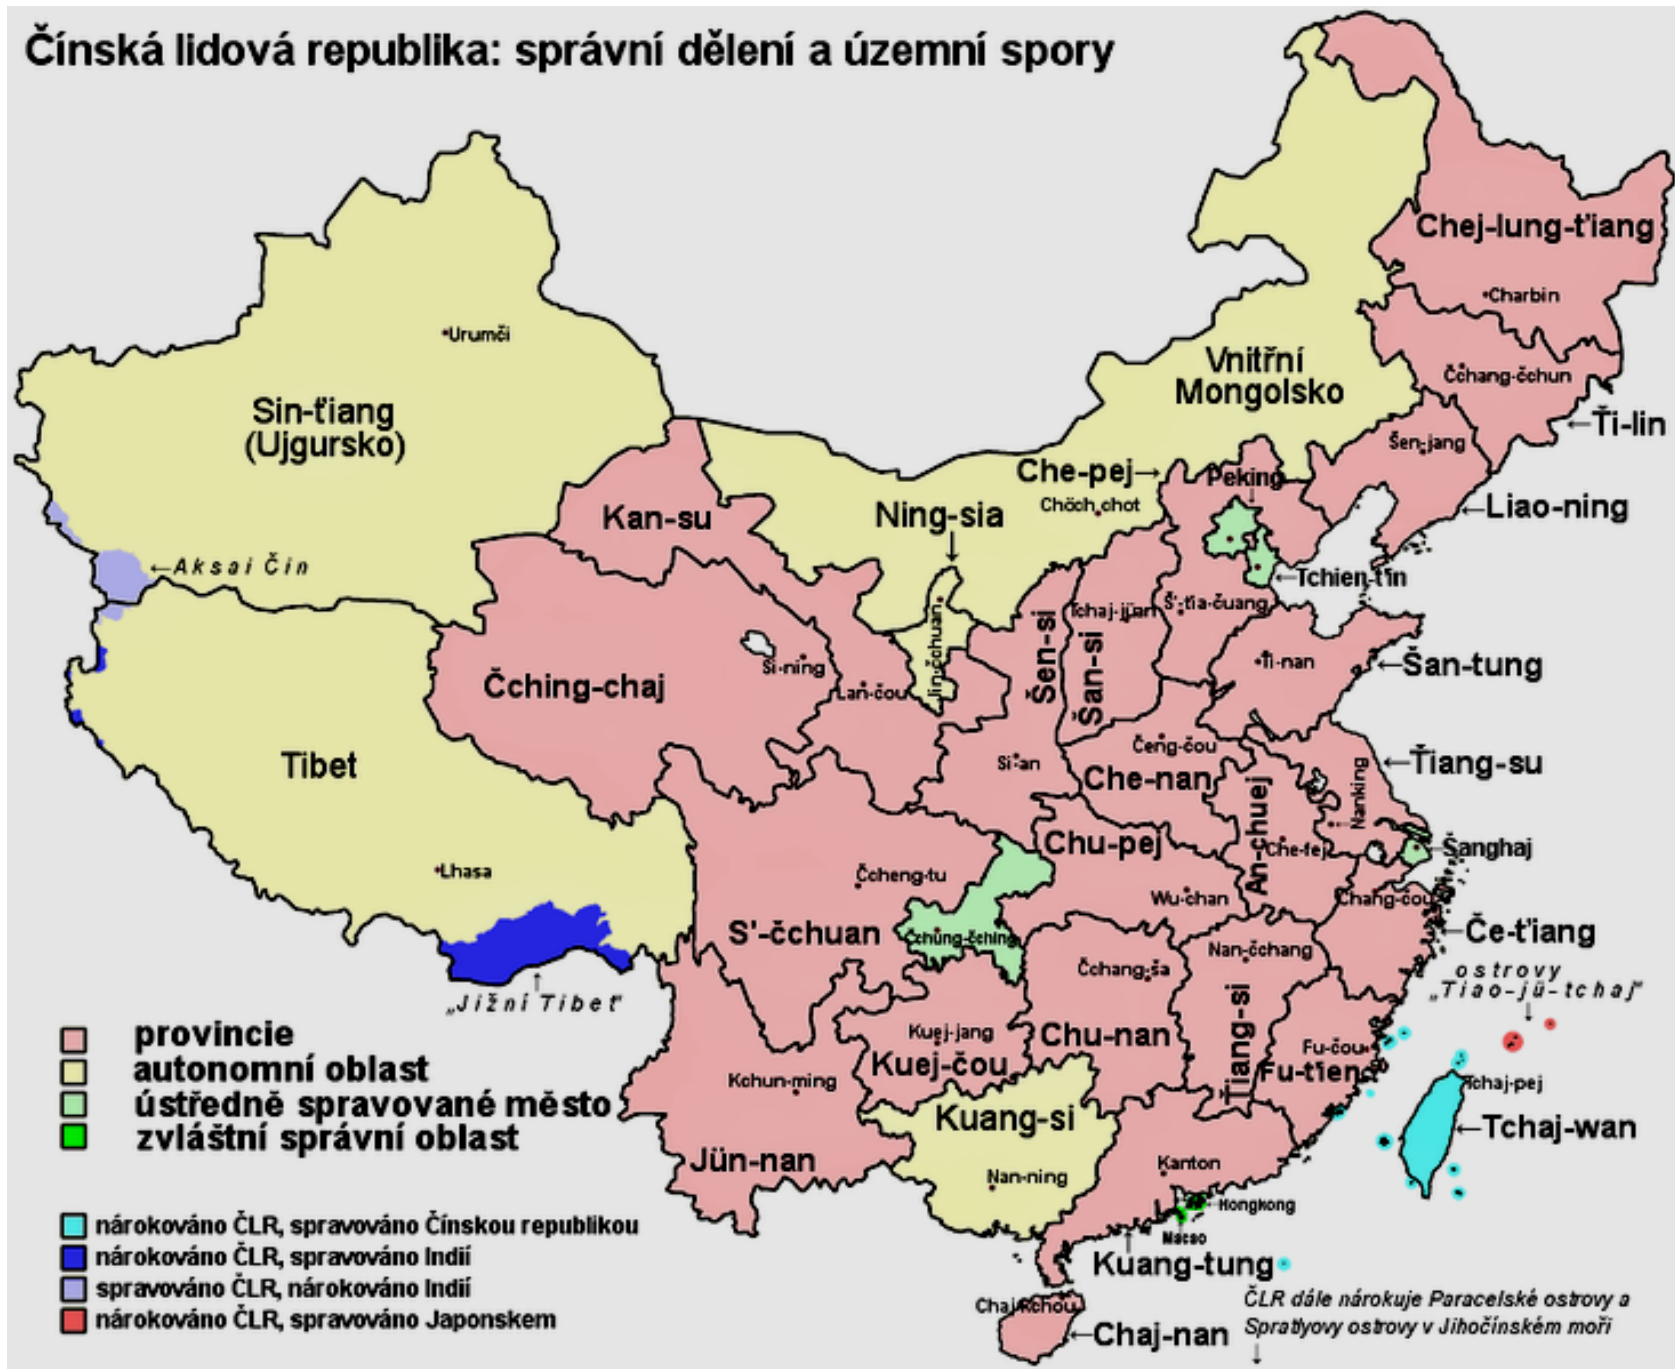 Čínská lidová republika: správní dělení a územní spory
Chej-lung-ťiang
Charbin
Urumči
Vnitřní
Mongolsko
Čchang-čchun
Sin-ťiang
(Ujgursko)
←Ťi-lin
Šen-jang
Che-pej→
Peking
Chöch-chot
Kan-su
Ning-sia
←Liao-ning
←Aksai Čin
←Tchien-ťin
Tchaj-jüan
Š'-ťia-čuang
Jin-čchuan
Šen-si
Šan-si
Ťi-nan
←Šan-tung
Si-ning
Čching-chaj
Lan-čou
Čeng-čou
Si-an
←Ťiang-su
Tibet
Che-nan
Nanking
An-chuej
Chu-pej
Che-fej
←Šanghaj
Lhasa
Čcheng-tu
Wu-chan
Chang-čou
S'-čchuan
Čchung-čching
Nan-čchang
←Če-ťiang
Čchang-ša
ostrovy
„Tiao-jü-tchaj"
„Jižní Tibet"
Kuej-jang
Chu-nan
Ťiang-si
Fu-čou
Kuej-čou
Fu-ťien
Kchun-ming
Tchaj-pej
←Tchaj-wan
Kuang-si
Jün-nan
Kanton
Nan-ning
Hongkong
Macao
Kuang-tung
Chaj-kchou
←Chaj-nan
provincie
autonomní oblast
ústředně spravované město
zvláštní správní oblast
nárokováno ČLR, spravováno Čínskou republikou
nárokováno ČLR, spravováno Indií
spravováno ČLR, nárokováno Indií
nárokováno ČLR, spravováno Japonskem
ČLR dále nárokuje Paracelské ostrovy a
Spratlyovy ostrovy v Jihočínském moři